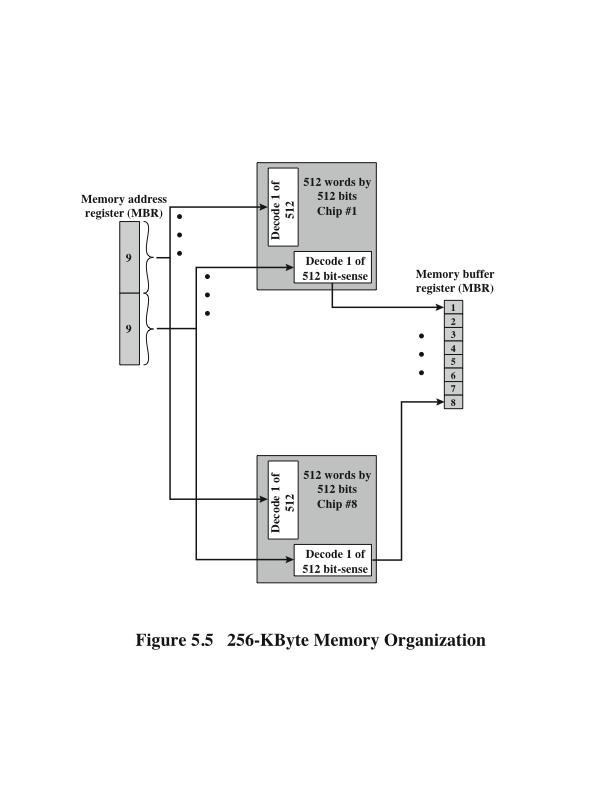 Memory address
register (MBR)
9
9
Decode 1 of
512
512 words by
512 bits
Chip #1
Decode 1 of
512 bit-sense
Memory buffer
register (MBR)
1
2
3
4
5
6
7
8
Decode 1 of
512
512 words by
512 bits
Chip #8
Decode 1 of
512 bit-sense
Figure 5.5 256-KByte Memory Organization